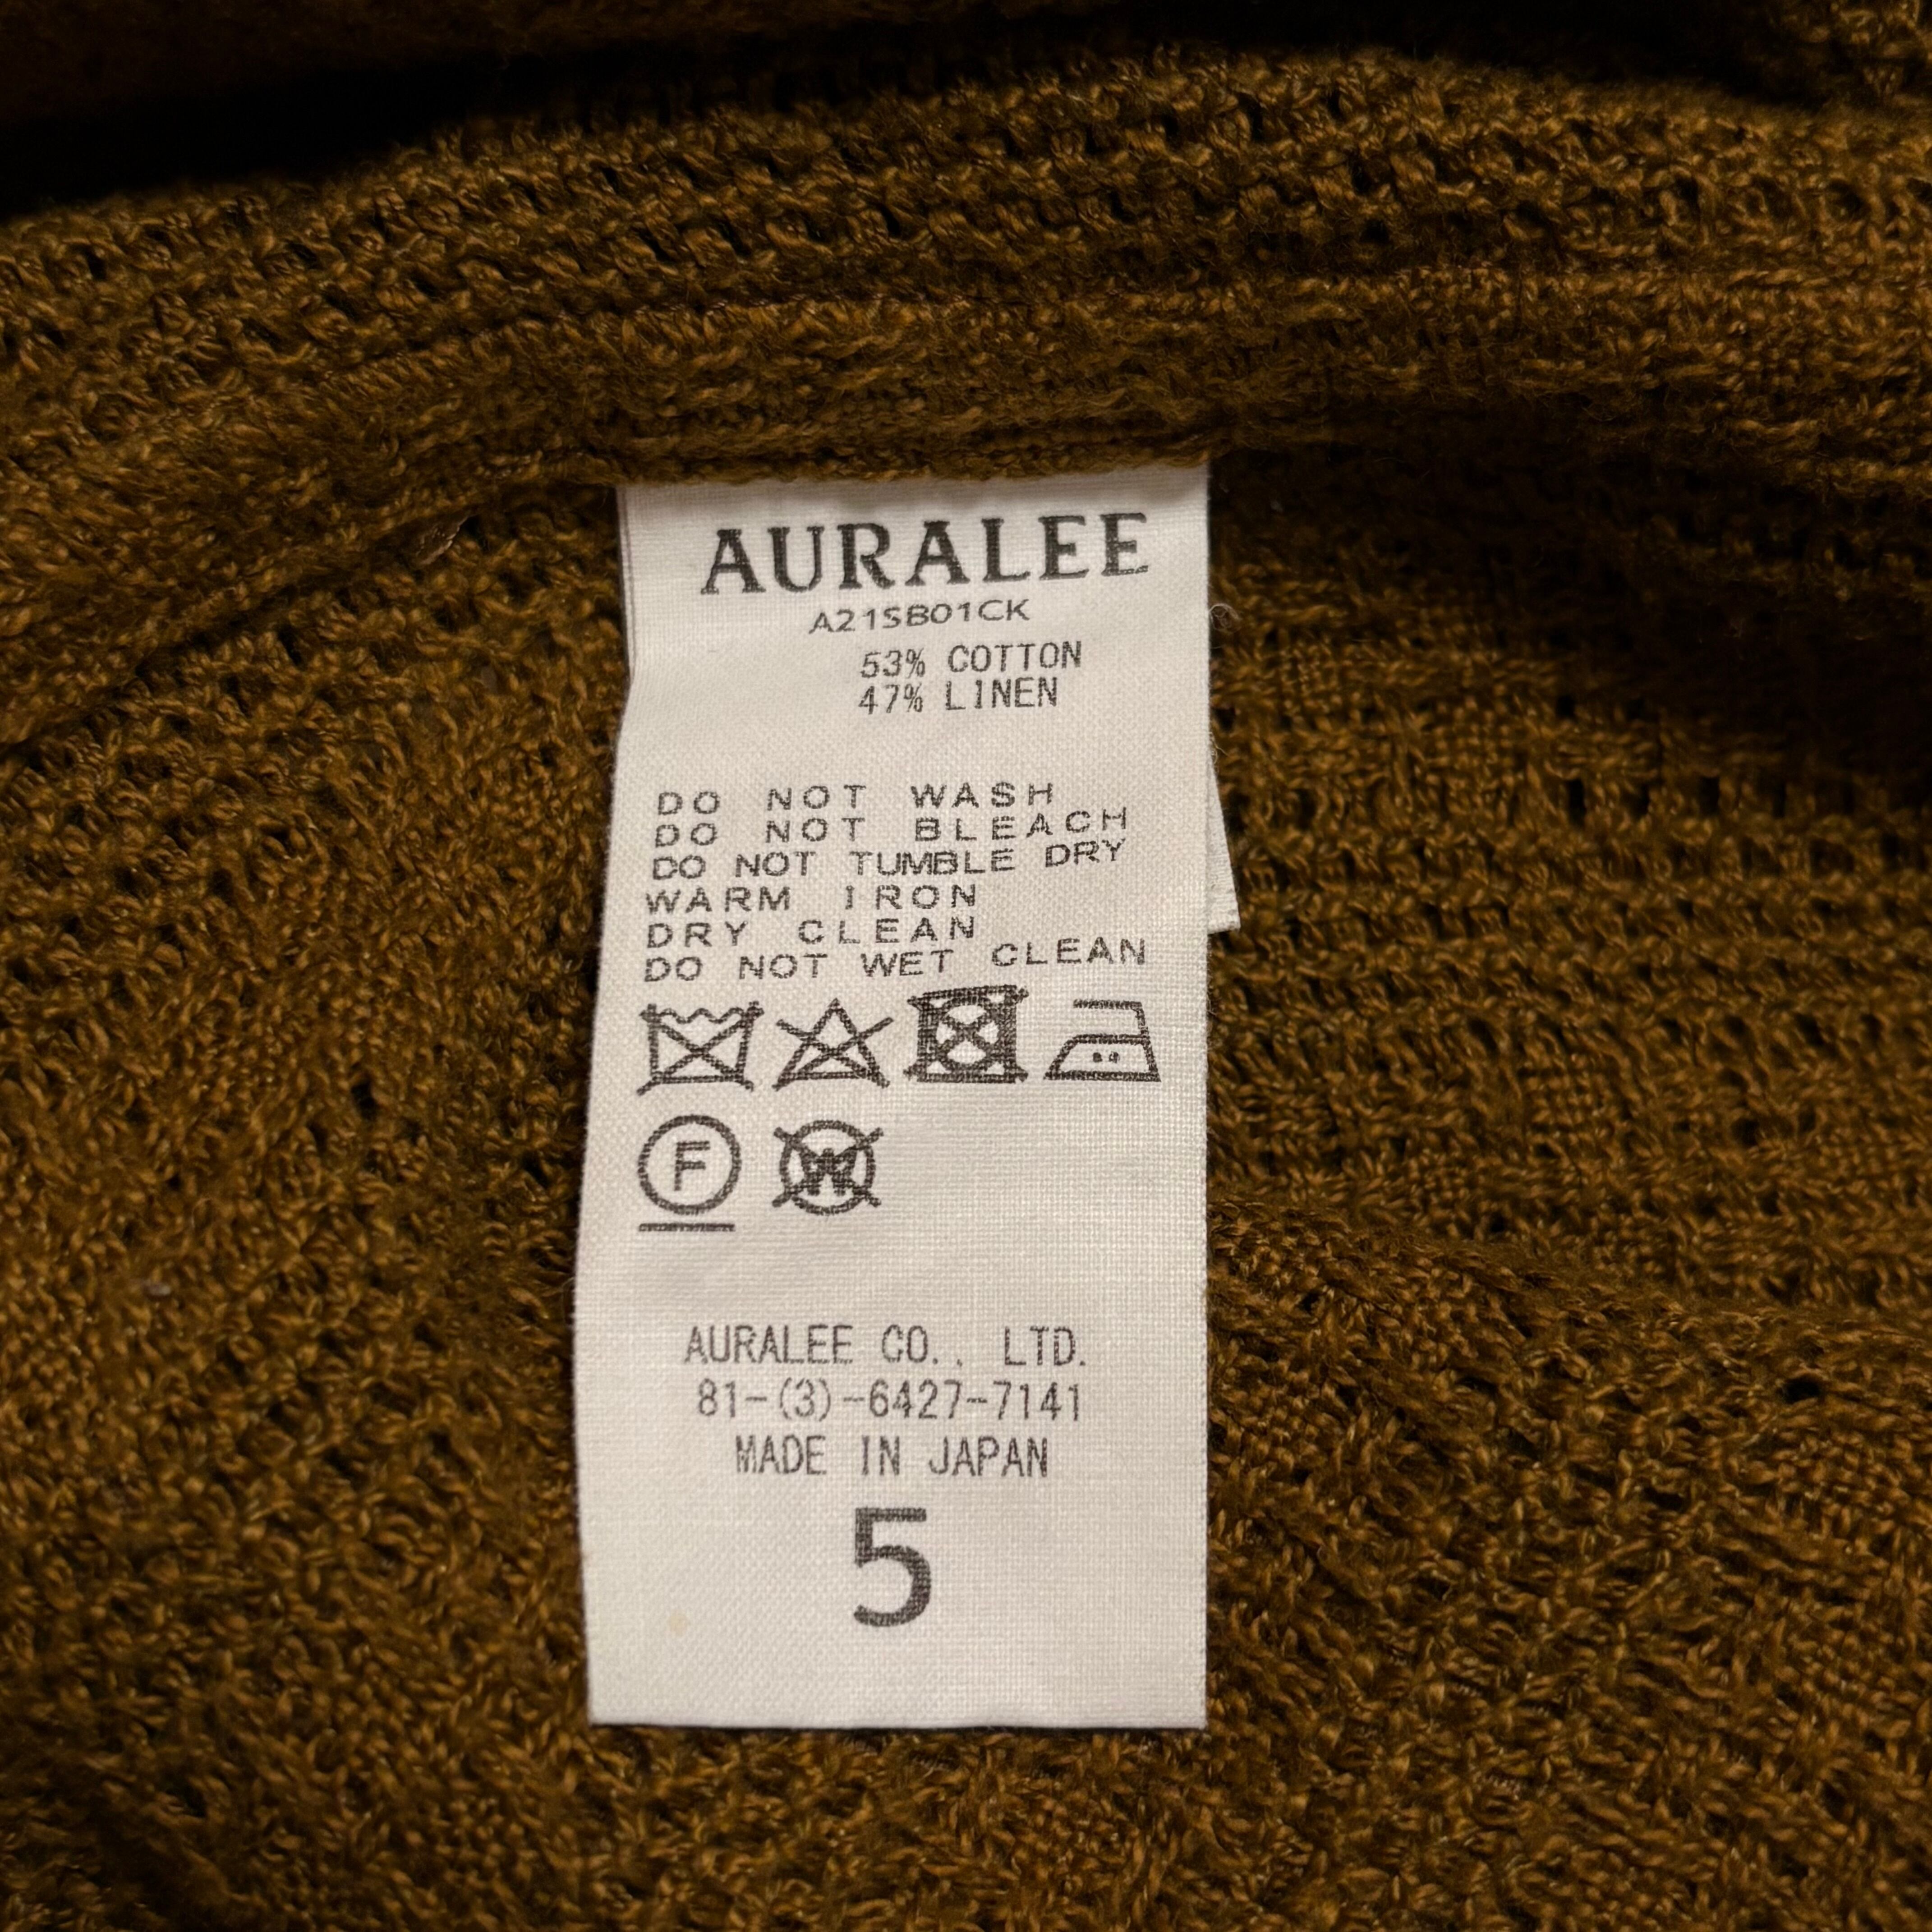 AURALEE
A21SB01CK
53% COTTON
47% LINEN
DO NOT WASH
DO NOT BLEACH
DO NOT TUMBLE DRY
WARM IRON
DRY CLEAN
DO NOT WET CLEAN
F W
AURALEE CO., LTD.
81-(3)-6427-7141
MADE IN JAPAN
5